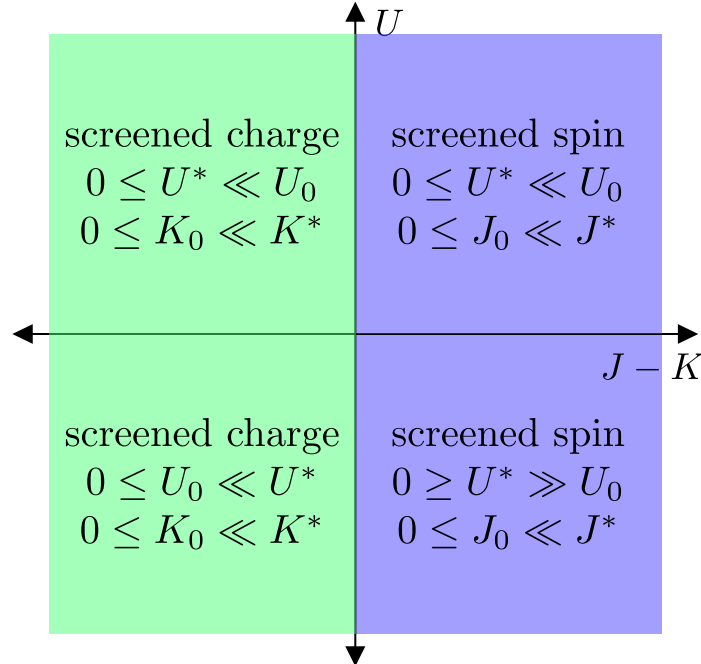 U
screened charge
0 ≤ U* ≪ U₀
0 ≤ K₀ ≪ K*
screened spin
0 ≤ U* ≪ U₀
0 ≤ J₀ ≪ J*
J − K
screened charge
0 ≤ U₀ ≪ U*
0 ≤ K₀ ≪ K*
screened spin
0 ≥ U* ≫ U₀
0 ≤ J₀ ≪ J*